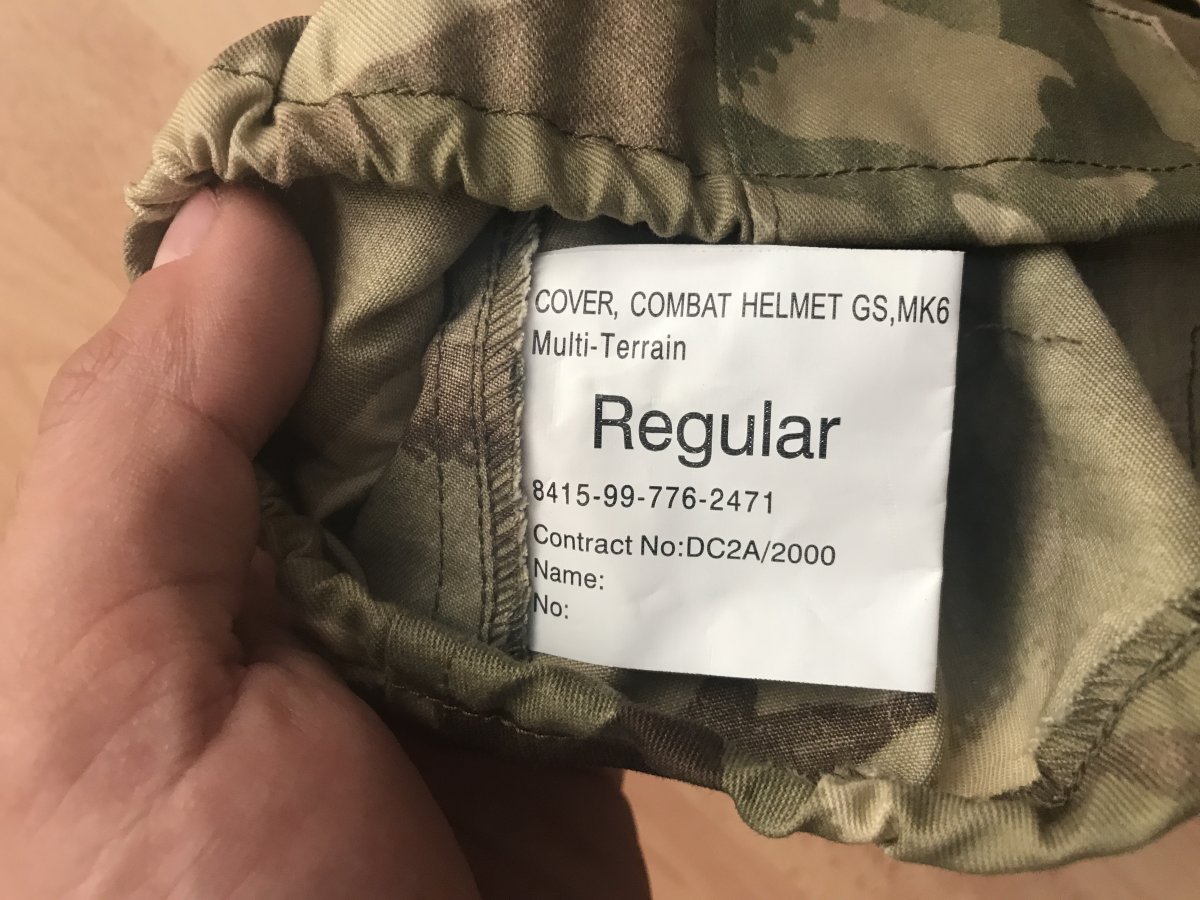 COVER, COMBAT HELMET GS,MK6
Multi-Terrain
Regular
8415-99-776-2471
Contract No:DC2A/2000
Name:
No: